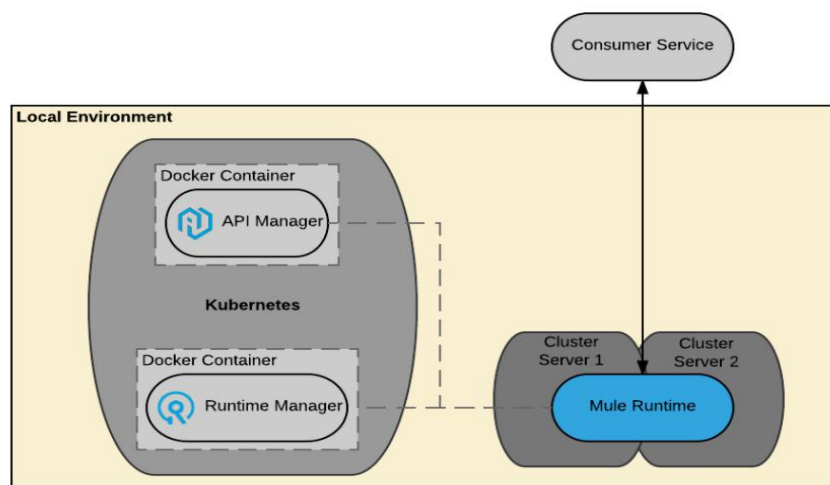 Consumer Service
Local Environment
Docker Container
API Manager
Kubernetes
Docker Container
Runtime Manager
Cluster
Server 1
Cluster
Server 2
Mule Runtime